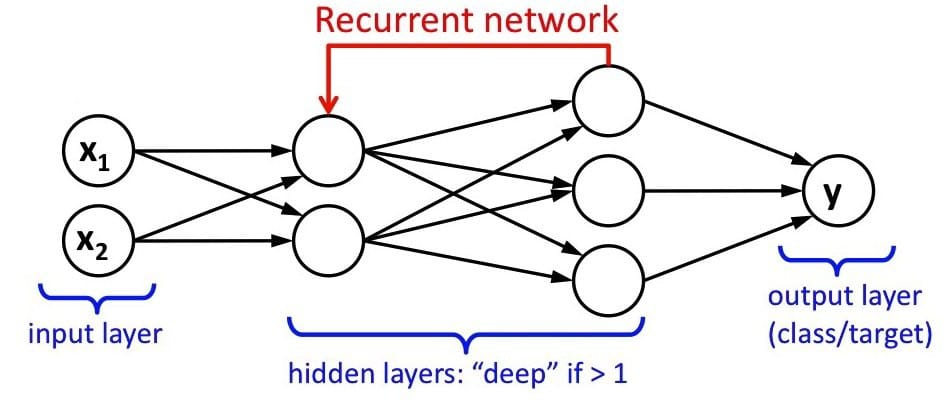 Recurrent network
x1
x2
y
input layer
hidden layers: “deep” if > 1
output layer
(class/target)